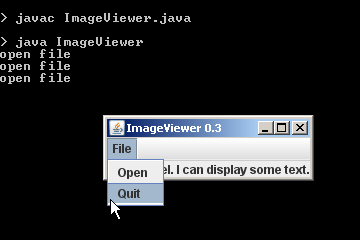 > javac ImageViewer.java
> java ImageViewer
open file
open file
open file
ImageViewer 0.3
File
Open
I can display some text.
Quit